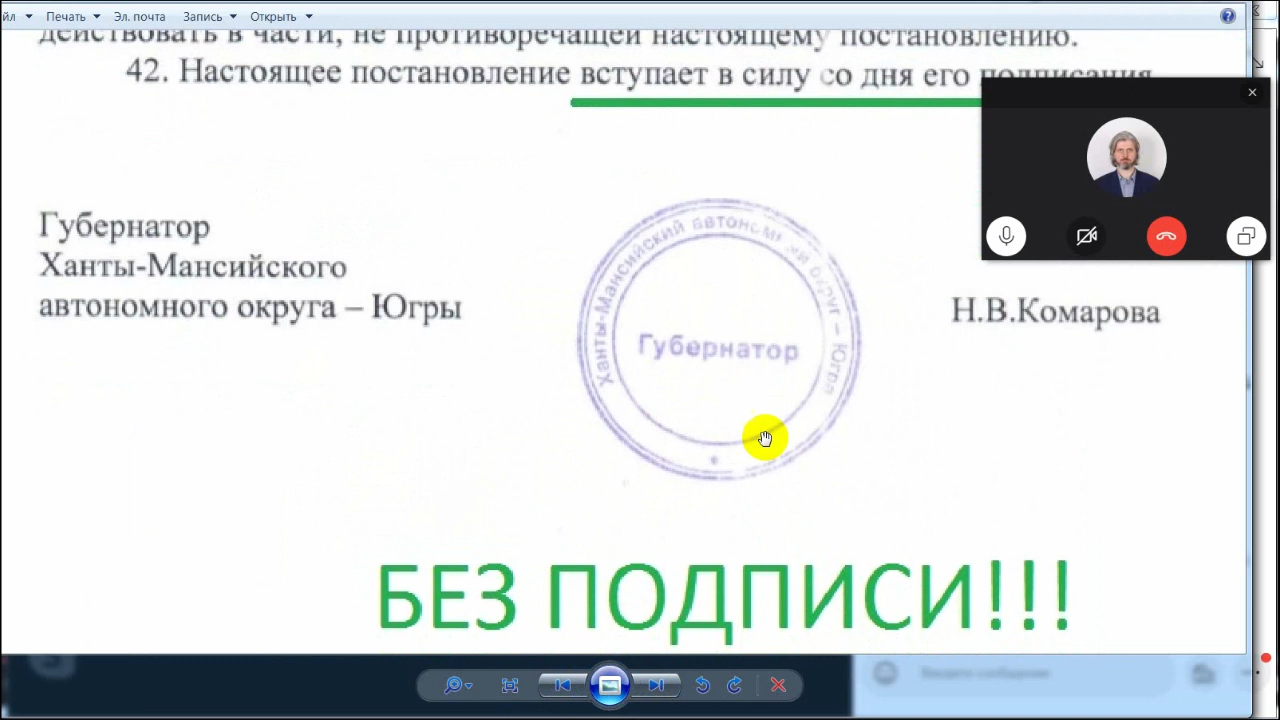 йл Печать Эл. почта Запись Открыть
действовать в части, не противоречащей настоящему постановлению.
42. Настоящее постановление вступает в силу со дня его подписания
Губернатор
Ханты-Мансийского
автономного округа – Югры
Ханты-Мансийский автономный округ – Югра
Губернатор
Н.В.Комарова
БЕЗ ПОДПИСИ!!!